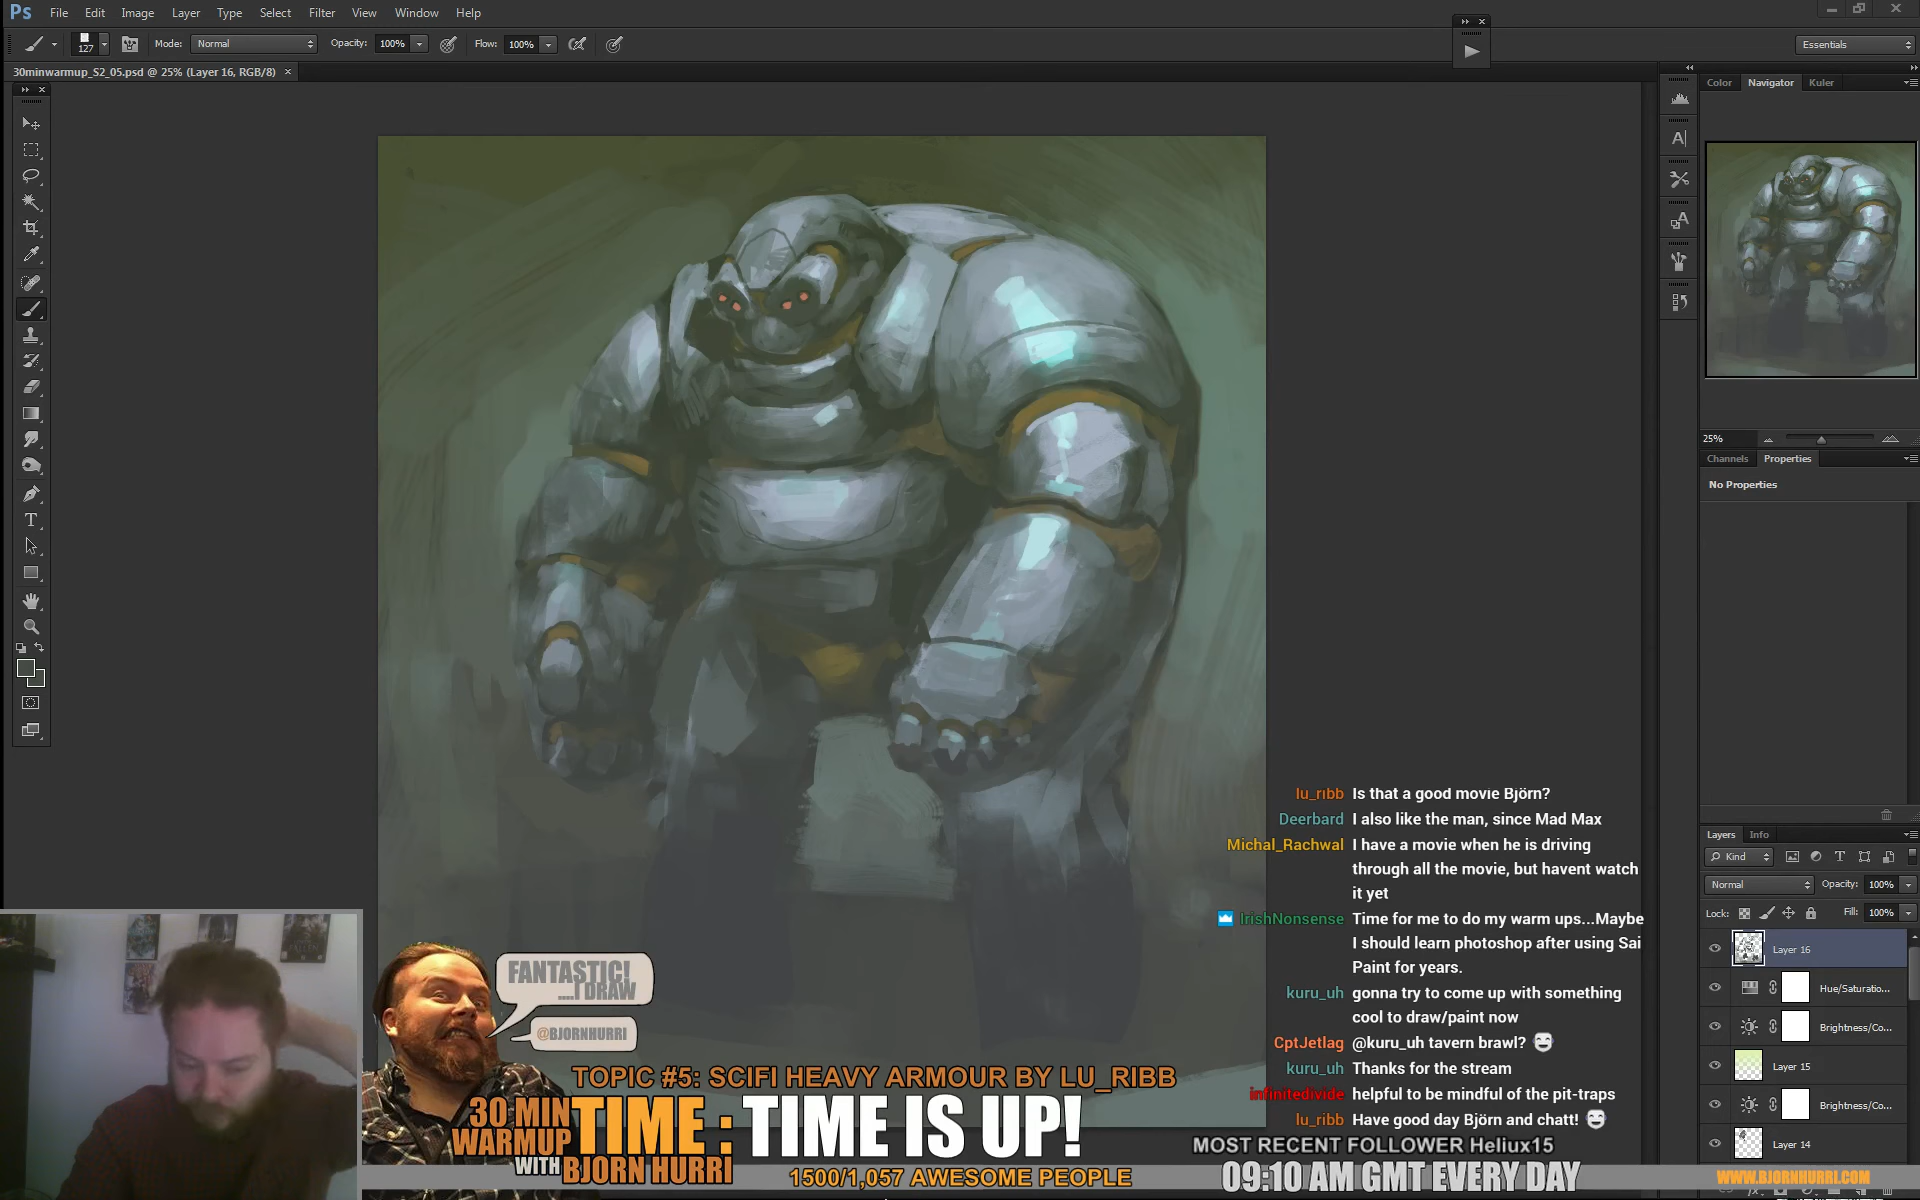 Ps File Edit Image Layer Type Select Filter View Window Help
127 Mode: Normal Opacity: 100% Flow: 100% Essentials
30minwarmup_S2_05.psd @ 25% (Layer 16, RGB/8) ×
Color Navigator Kuler
25%
Channels Properties
No Properties
Layers Info
Kind
Normal Opacity: 100%
Lock: Fill: 100%
Layer 16
Hue/Saturatio...
Brightness/Co...
Layer 15
Brightness/Co...
Layer 14
lu_ribb Is that a good movie Björn?
Deerbard I also like the man, since Mad Max
Michal_Rachwal I have a movie when he is driving
through all the movie, but havent watch
it yet
IrishNonsense Time for me to do my warm ups...Maybe
I should learn photoshop after using Sai
Paint for years.
kuru_uh gonna try to come up with something
cool to draw/paint now
CptJetlag @kuru_uh tavern brawl?
kuru_uh Thanks for the stream
infinitedivide helpful to be mindful of the pit-traps
lu_ribb Have good day Björn and chatt!
FANTASTIC!
....I DRAW
@BJORNHURRI
TOPIC #5: SCIFI HEAVY ARMOUR BY LU_RIBB
30 MIN
WARMUP
WITH BJORN HURRI
TIME : TIME IS UP!
1500/1,057 AWESOME PEOPLE
MOST RECENT FOLLOWER Heliux15
09:10 AM GMT EVERY DAY
WWW.BJORNHURRI.COM